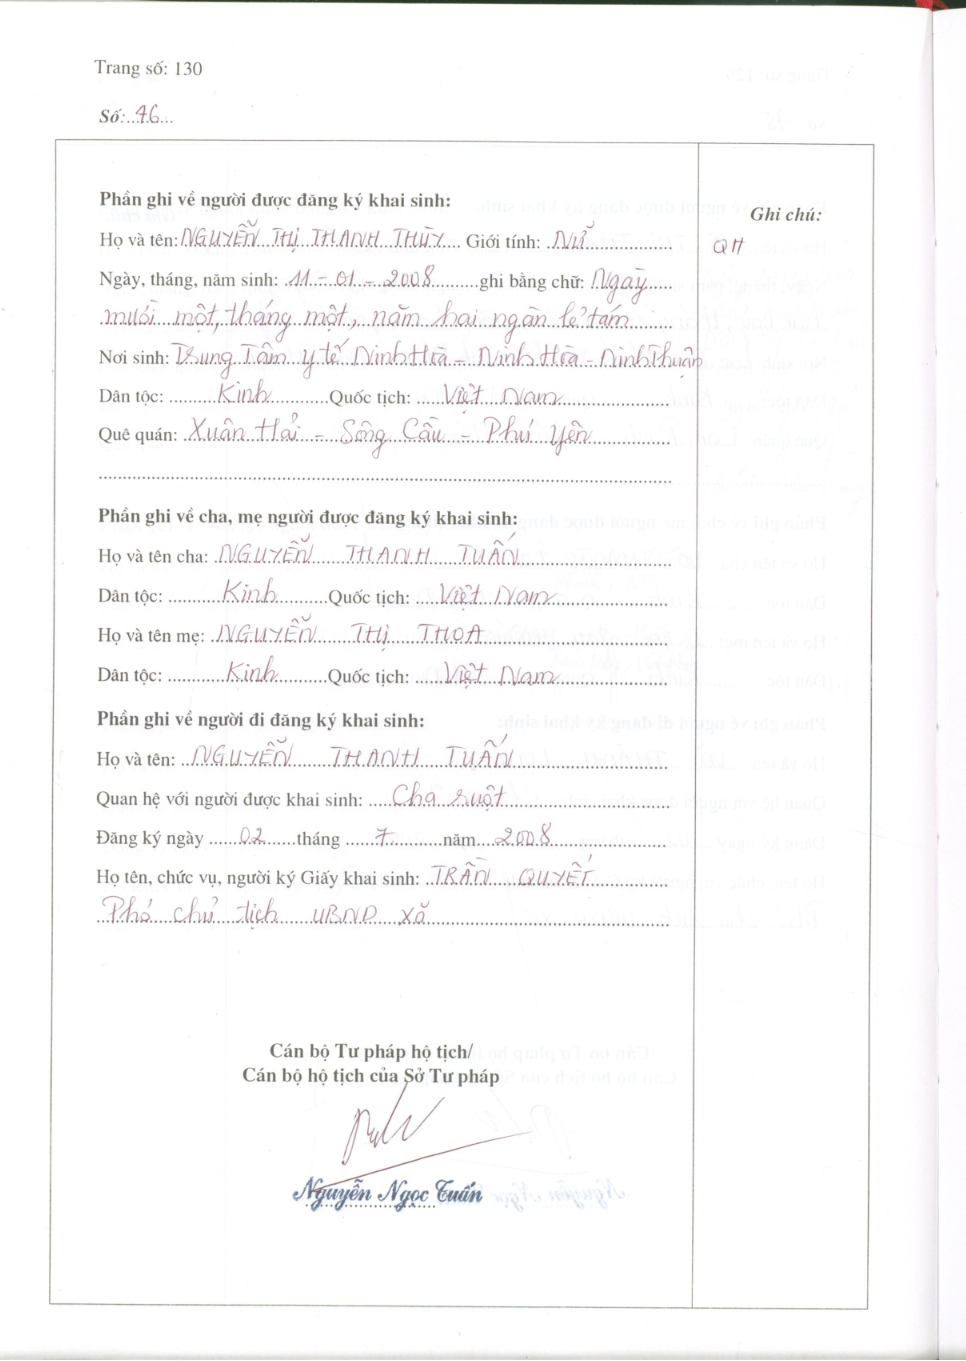 Trang số: 130
Số: 76
Phần ghi về người được đăng ký khai sinh:
Ghi chú:
Họ và tên: NGUYỄN THỊ THANH THÙY Giới tính: Nữ
QH
Ngày, tháng, năm sinh: 11 - 01 - 2008 ghi bằng chữ: Ngày
mười một, tháng một, năm hai ngàn lẻ tám
Nơi sinh: Trung Tâm y tế Ninh Hòa - Ninh Hòa - Ninh Thuận
Dân tộc: Kinh Quốc tịch: Việt Nam
Quê quán: Xuân Hải - Sông Cầu - Phú Yên
Phần ghi về cha, mẹ người được đăng ký khai sinh:
Họ và tên cha: NGUYỄN THANH TUẤN
Dân tộc: Kinh Quốc tịch: Việt Nam
Họ và tên mẹ: NGUYỄN THỊ THOA
Dân tộc: Kinh Quốc tịch: Việt Nam
Phần ghi về người đi đăng ký khai sinh:
Họ và tên: NGUYỄN THANH TUẤN
Quan hệ với người được khai sinh: Cha ruột
Đăng ký ngày 02 tháng 7 năm 2008
Họ tên, chức vụ, người ký Giấy khai sinh: TRẦN QUYẾT
Phó chủ tịch UBND xã
Cán bộ Tư pháp hộ tịch/
Cán bộ hộ tịch của Sở Tư pháp
Nguyễn Ngọc Tuấn